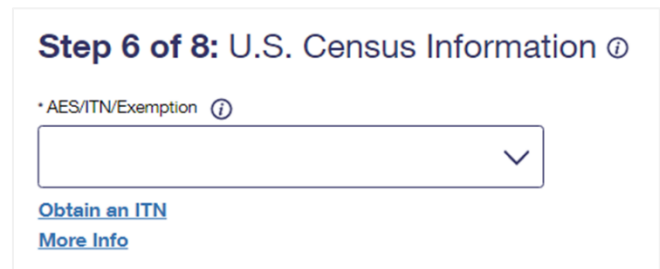 Step 6 of 8: U.S. Census Information
* AES/ITN/Exemption
Obtain an ITN
More Info